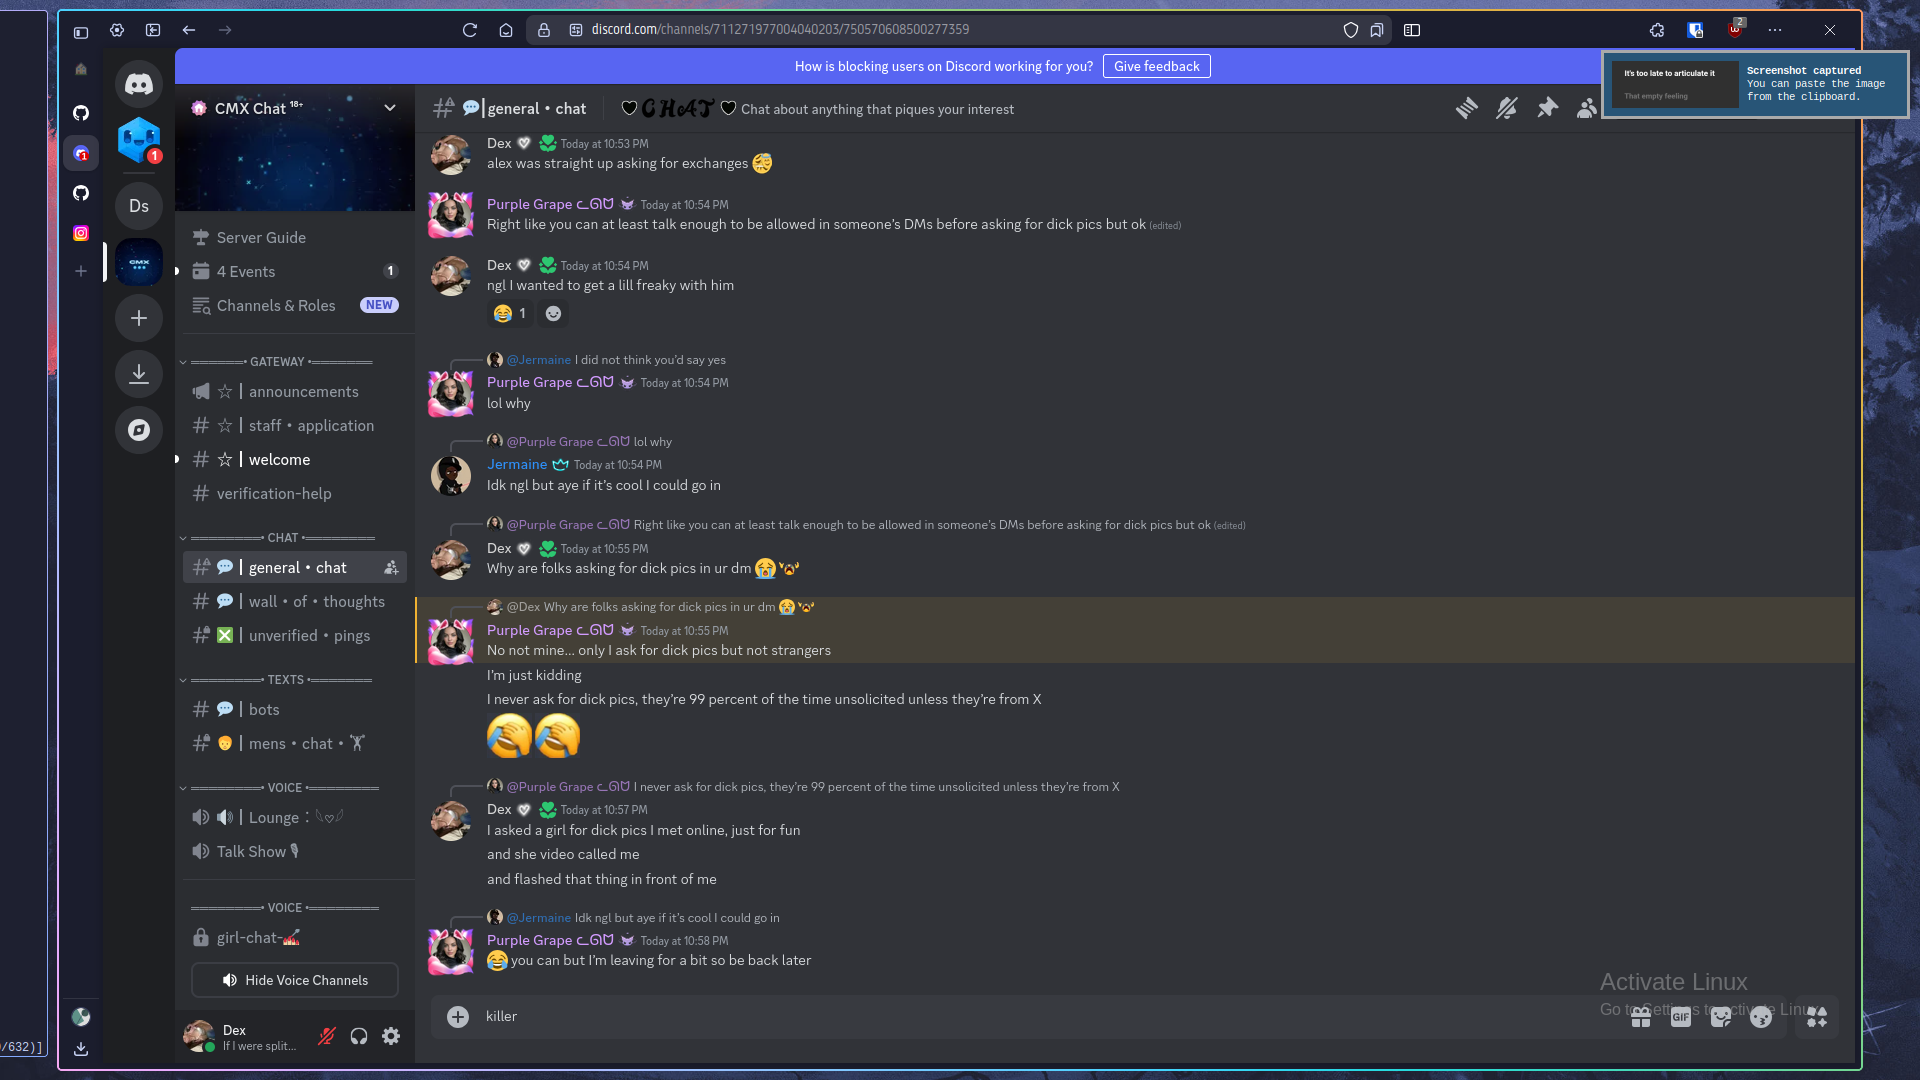 discord.com/channels/711271977004040203/750570608500277359
2
How is blocking users on Discord working for you?
Give feedback
It's too late to articulate it
That empty feeling
Screenshot captured
You can paste the image
from the clipboard.
CMX Chat 18+
general • chat
CHAT
Chat about anything that piques your interest
1
1
Ds
CMX
Server Guide
4 Events
1
Channels & Roles
NEW
GATEWAY
announcements
staff • application
welcome
verification-help
CHAT
general • chat
wall • of • thoughts
unverified • pings
TEXTS
bots
mens • chat •
VOICE
Lounge :
Talk Show
VOICE
girl-chat-
Hide Voice Channels
Dex
If I were split...
/632)]
Dex Today at 10:53 PM
alex was straight up asking for exchanges
Purple Grape Today at 10:54 PM
Right like you can at least talk enough to be allowed in someone's DMs before asking for dick pics but ok (edited)
Dex Today at 10:54 PM
ngl I wanted to get a lill freaky with him
1
@Jermaine I did not think you'd say yes
Purple Grape Today at 10:54 PM
lol why
@Purple Grape lol why
Jermaine Today at 10:54 PM
Idk ngl but aye if it's cool I could go in
@Purple Grape Right like you can at least talk enough to be allowed in someone's DMs before asking for dick pics but ok (edited)
Dex Today at 10:55 PM
Why are folks asking for dick pics in ur dm
@Dex Why are folks asking for dick pics in ur dm
Purple Grape Today at 10:55 PM
No not mine... only I ask for dick pics but not strangers
I'm just kidding
I never ask for dick pics, they're 99 percent of the time unsolicited unless they're from X
@Purple Grape I never ask for dick pics, they're 99 percent of the time unsolicited unless they're from X
Dex Today at 10:57 PM
I asked a girl for dick pics I met online, just for fun
and she video called me
and flashed that thing in front of me
@Jermaine Idk ngl but aye if it's cool I could go in
Purple Grape Today at 10:58 PM
you can but I'm leaving for a bit so be back later
killer
GIF
Activate Linux
Go to Settings to activate Linux